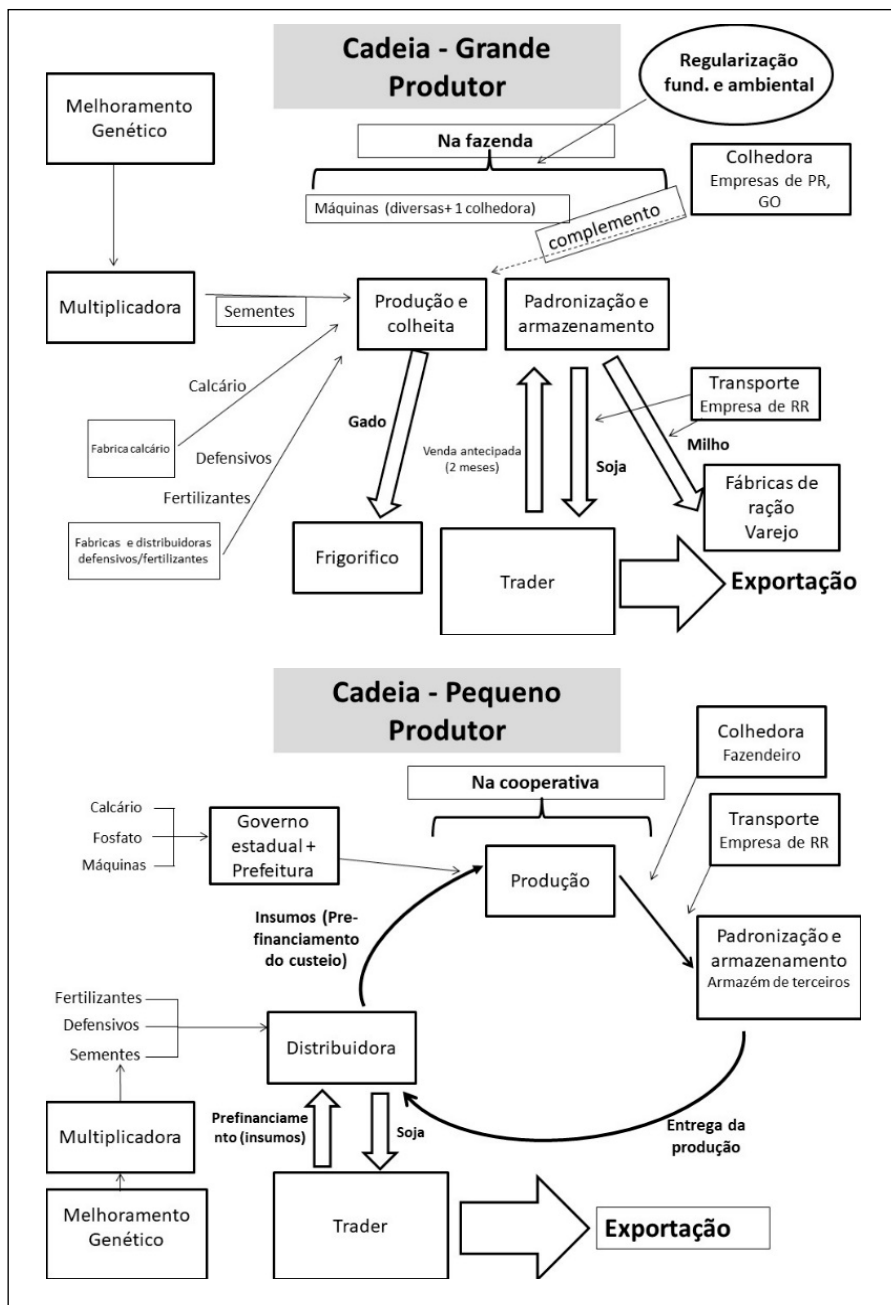 Cadeia - Grande
Produtor
Regularização
fund. e ambiental
Melhoramento
Genético
Na fazenda
Colhedora
Empresas de PR,
GO
Máquinas (diversas+ 1 colhedora)
complemento
Multiplicadora
Sementes
Produção e
colheita
Padronização e
armazenamento
Calcário
Transporte
Empresa de RR
Gado
Fabrica calcário
Venda antecipada
(2 meses)
Soja
Milho
Defensivos
Fertilizantes
Fábricas de
ração
Varejo
Fabricas e distribuidoras
defensivos/fertilizantes
Frigorifico
Trader
Exportação
Cadeia - Pequeno
Produtor
Colhedora
Fazendeiro
Na cooperativa
Calcário
Fosfato
Máquinas
Governo
estadual +
Prefeitura
Transporte
Empresa de RR
Produção
Insumos (Pre-
financiamento
do custeio)
Padronização e
armazenamento
Armazém de terceiros
Fertilizantes
Defensivos
Sementes
Distribuidora
Multiplicadora
Prefinanciame
nto (insumos)
Soja
Entrega da
produção
Melhoramento
Genético
Trader
Exportação